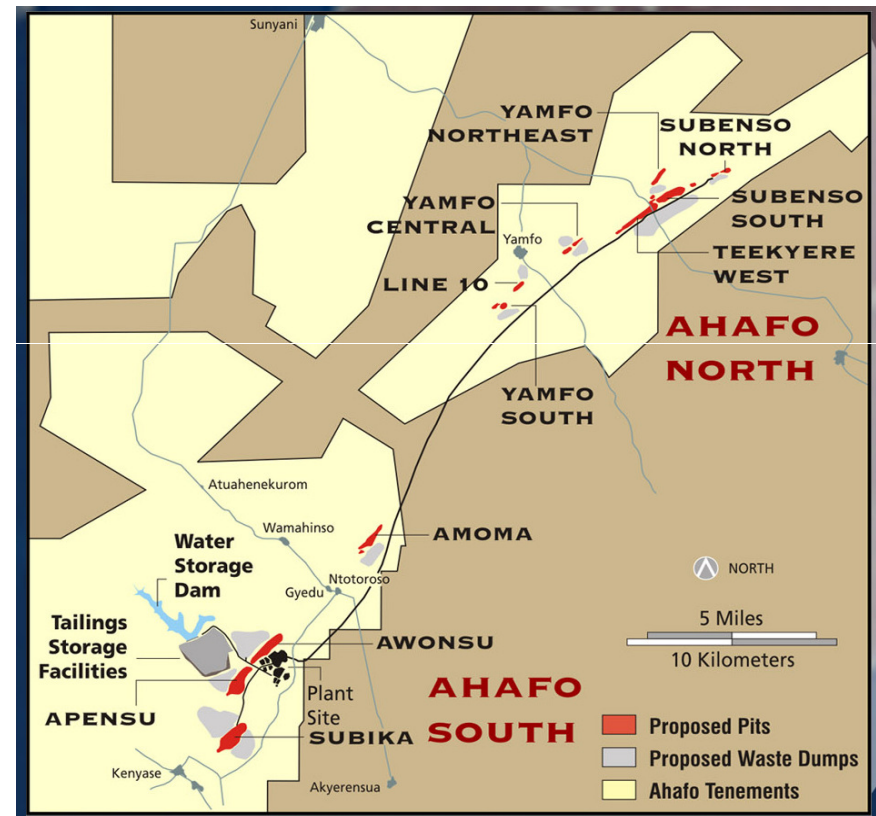 Sunyani
YAMFO
NORTHEAST
SUBENSO
NORTH
YAMFO
CENTRAL
SUBENSO
SOUTH
Yamfo
TEEKYERE
WEST
LINE 10
AHAFO
NORTH
YAMFO
SOUTH
Atuahenekurom
Wamahinso
AMOMA
Water
Storage
Dam
NORTH
Ntotoroso
Gyedu
5 Miles
10 Kilometers
Tailings
Storage
Facilities
AWONSU
AHAFO
SOUTH
Plant
Site
APENSU
SUBIKA
Proposed Pits
Proposed Waste Dumps
Ahafo Tenements
Kenyase
Akyerensua